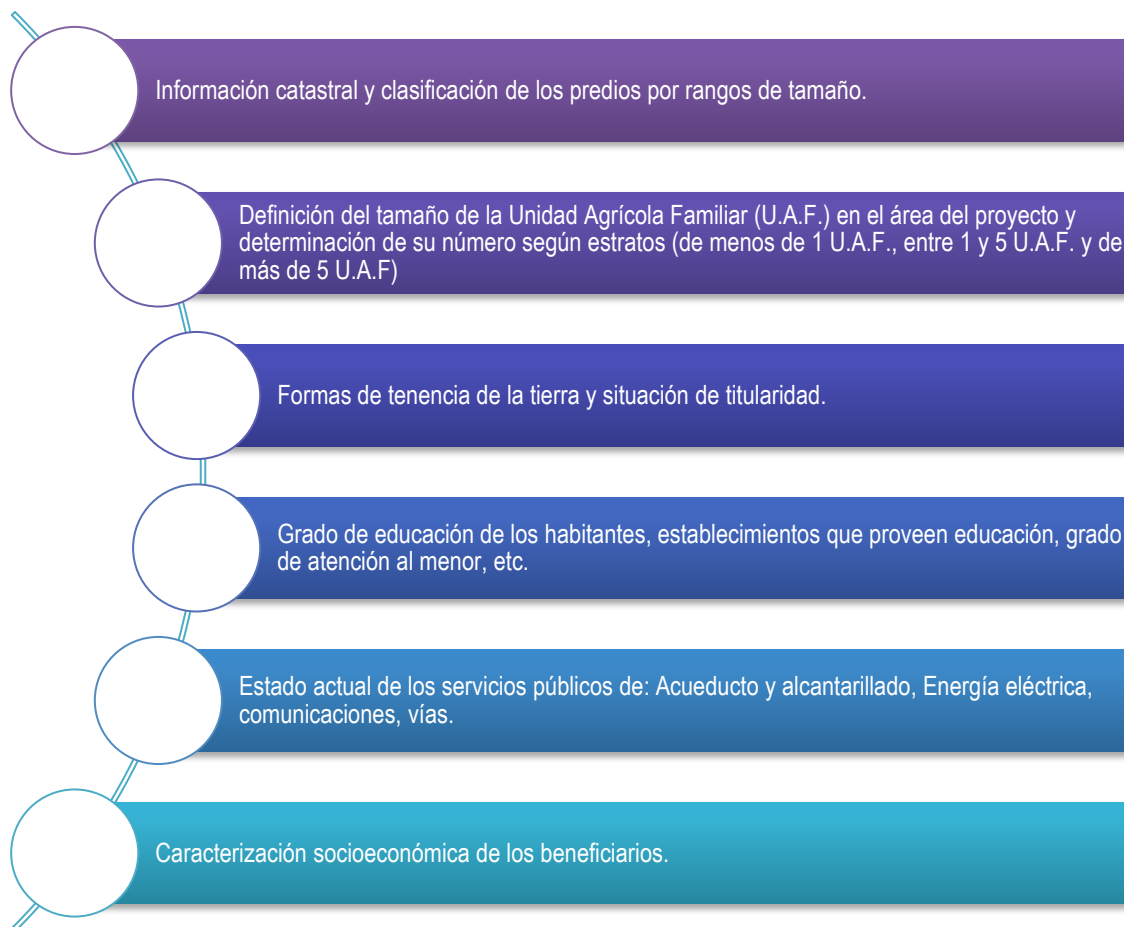 Información catastral y clasificación de los predios por rangos de tamaño.
Definición del tamaño de la Unidad Agrícola Familiar (U.A.F.) en el área del proyecto y
determinación de su número según estratos (de menos de 1 U.A.F., entre 1 y 5 U.A.F. y de
más de 5 U.A.F)
Formas de tenencia de la tierra y situación de titularidad.
Grado de educación de los habitantes, establecimientos que proveen educación, grado
de atención al menor, etc.
Estado actual de los servicios públicos de: Acueducto y alcantarillado, Energía eléctrica,
comunicaciones, vías.
Caracterización socioeconómica de los beneficiarios.